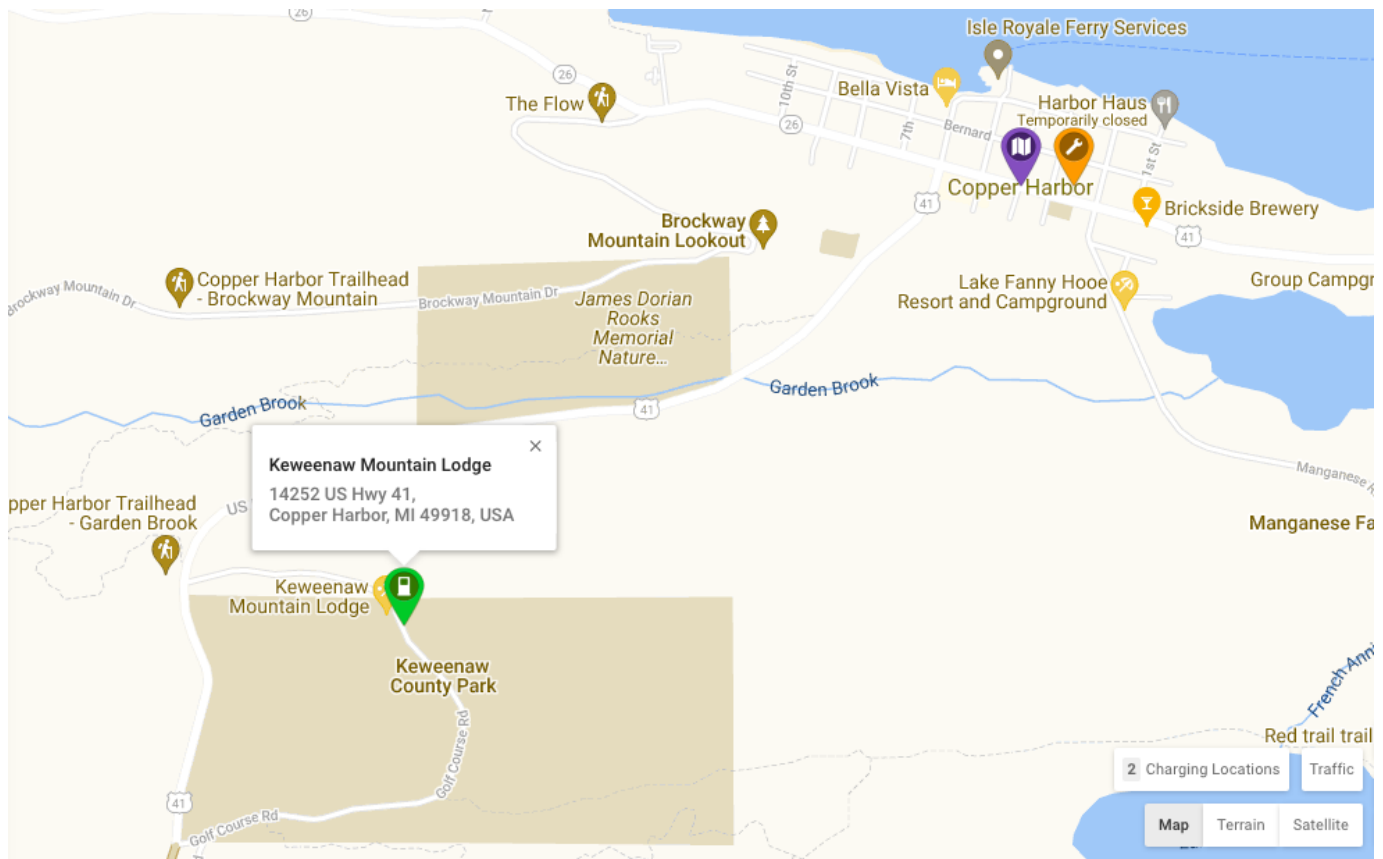 26
Isle Royale Ferry Services
26
The Flow
10th St
Bella Vista
Harbor Haus
Temporarily closed
26
7th
Bernard
1st St
Copper Harbor
41
Brickside Brewery
41
Brockway
Mountain Lookout
Copper Harbor Trailhead
- Brockway Mountain
Brockway Mountain Dr
Brockway Mountain Dr
James Dorian
Rooks
Memorial
Nature...
Lake Fanny Hooe
Resort and Campground
Group Campgr
Garden Brook
Garden Brook
41
Keweenaw Mountain Lodge
14252 US Hwy 41,
Copper Harbor, MI 49918, USA
Manganese R
pper Harbor Trailhead
- Garden Brook
US
Manganese Fa
Keweenaw
Mountain Lodge
Keweenaw
County Park
French Anni
Golf Course Rd
Red trail trail
2 Charging Locations
Traffic
41
Golf Course Rd
Map
Terrain
Satellite